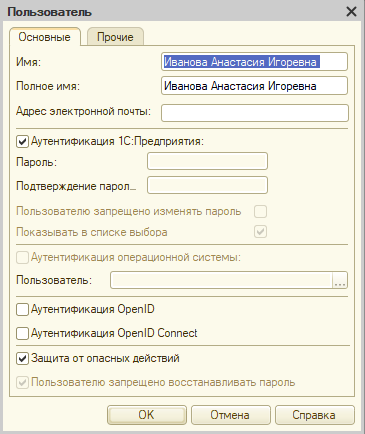 Пользователь
Основные
Прочие
Имя:
Иванова Анастасия Игоревна
Полное имя:
Иванова Анастасия Игоревна
Адрес электронной почты:
Аутентификация 1С:Предприятия:
Пароль:
Подтверждение парол...
Пользователю запрещено изменять пароль
Показывать в списке выбора
Аутентификация операционной системы:
Пользователь:
...
Аутентификация OpenID
Аутентификация OpenID Connect
Защита от опасных действий
Пользователю запрещено восстанавливать пароль
OK
Отмена
Справка